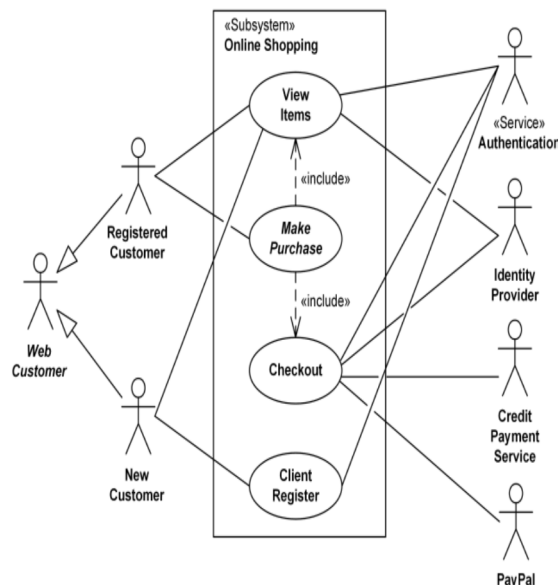 «Subsystem»
Online Shopping
View
Items
«Service»
Authentication
«include»
Registered
Customer
Make
Purchase
Identity
Provider
«include»
Web
Customer
Checkout
Credit
Payment
Service
New
Customer
Client
Register
PayPal